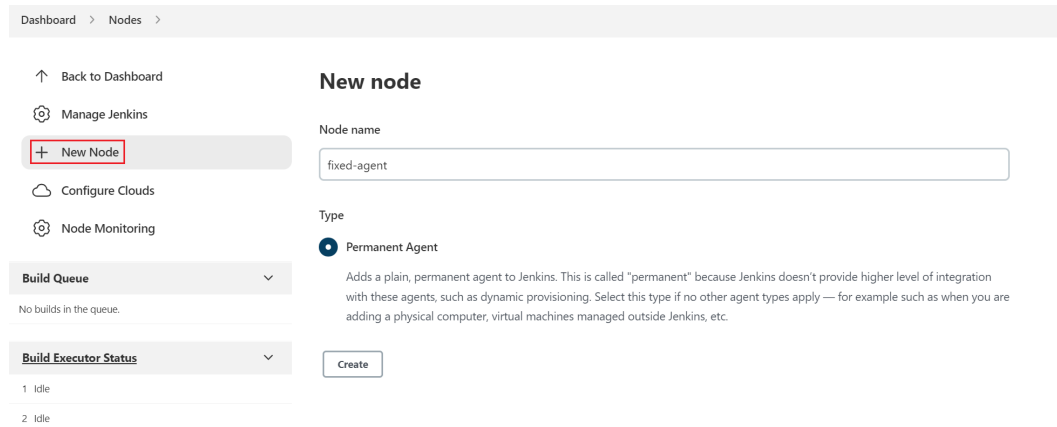 Dashboard > Nodes >
Back to Dashboard
Manage Jenkins
New Node
Configure Clouds
Node Monitoring
Build Queue
No builds in the queue.
Build Executor Status
1 Idle
2 Idle
New node
Node name
fixed-agent
Type
Permanent Agent
Adds a plain, permanent agent to Jenkins. This is called "permanent" because Jenkins doesn't provide higher level of integration
with these agents, such as dynamic provisioning. Select this type if no other agent types apply — for example such as when you are
adding a physical computer, virtual machines managed outside Jenkins, etc.
Create